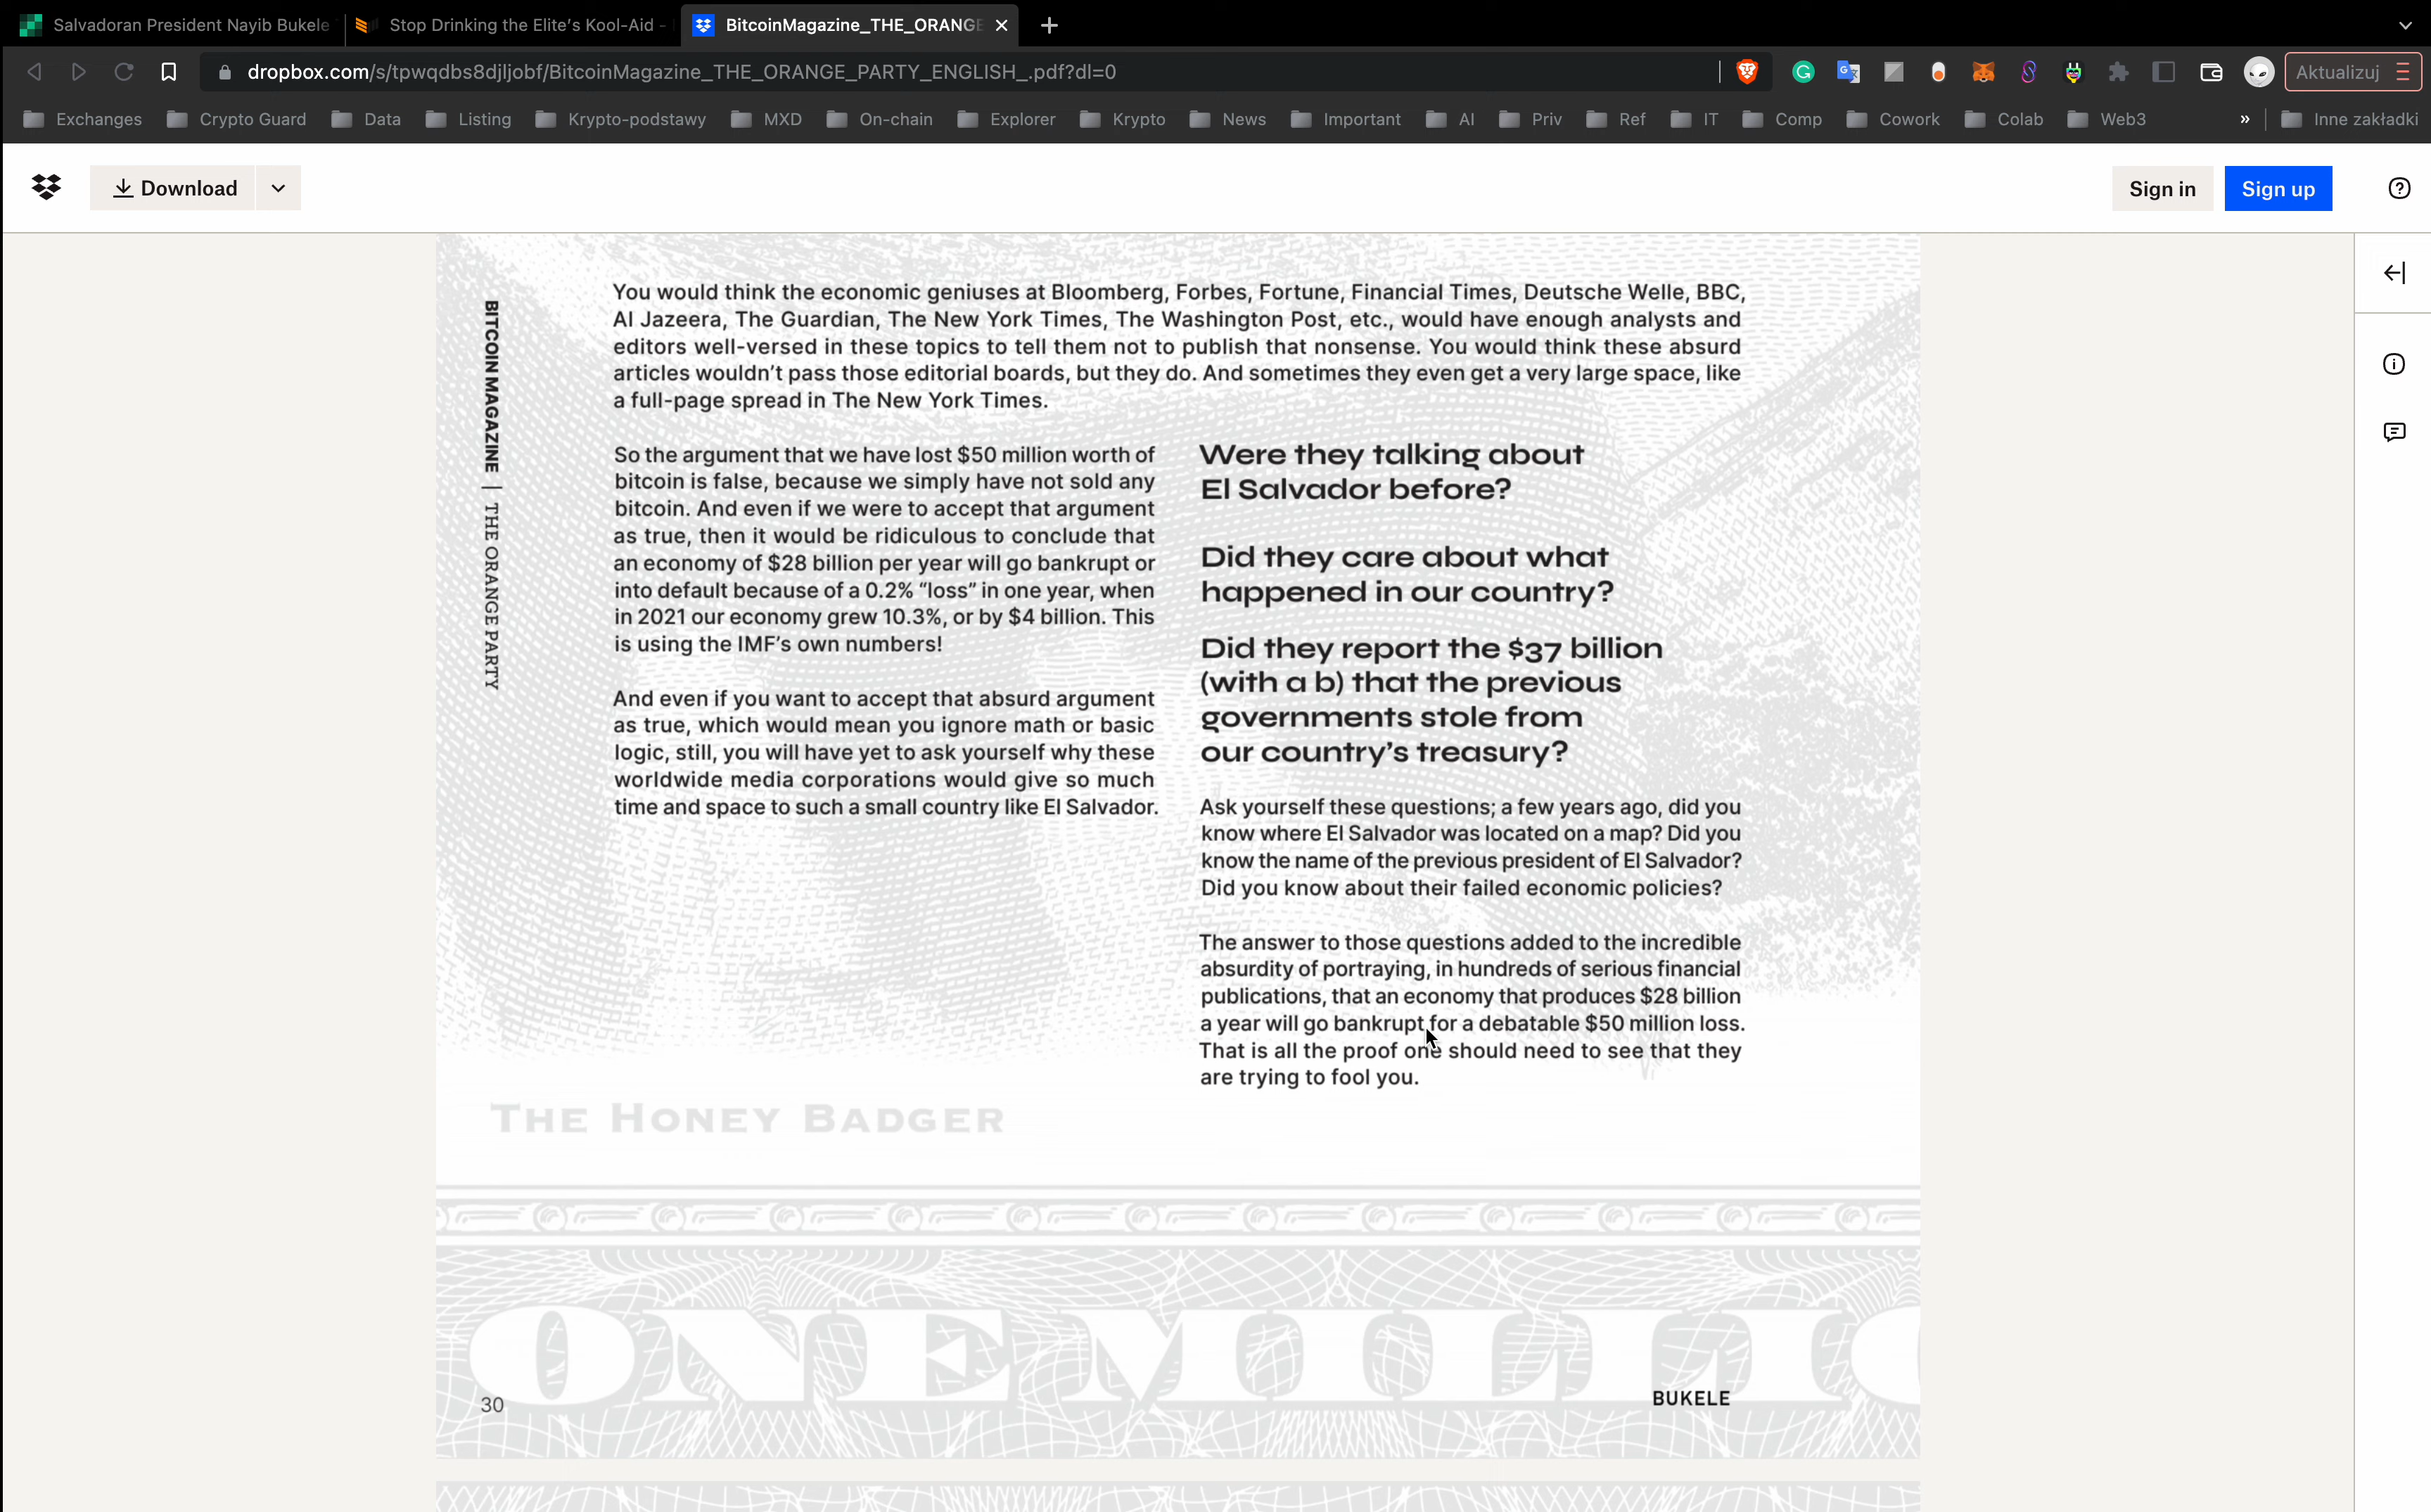 Salvadoran President Nayib Bukele
Stop Drinking the Elite's Kool-Aid -
BitcoinMagazine_THE_ORANGE
dropbox.com/s/tpwqdbs8djljobf/BitcoinMagazine_THE_ORANGE_PARTY_ENGLISH_.pdf?dl=0
Aktualizuj
Exchanges Crypto Guard Data Listing Krypto-podstawy MXD On-chain Explorer Krypto News Important AI Priv Ref IT Comp Cowork Colab Web3 » Inne zakładki
Download
Sign in
Sign up
BITCOIN MAGAZINE | THE ORANGE PARTY
You would think the economic geniuses at Bloomberg, Forbes, Fortune, Financial Times, Deutsche Welle, BBC,
Al Jazeera, The Guardian, The New York Times, The Washington Post, etc., would have enough analysts and
editors well-versed in these topics to tell them not to publish that nonsense. You would think these absurd
articles wouldn't pass those editorial boards, but they do. And sometimes they even get a very large space, like
a full-page spread in The New York Times.
So the argument that we have lost $50 million worth of
bitcoin is false, because we simply have not sold any
bitcoin. And even if we were to accept that argument
as true, then it would be ridiculous to conclude that
an economy of $28 billion per year will go bankrupt or
into default because of a 0.2% “loss” in one year, when
in 2021 our economy grew 10.3%, or by $4 billion. This
is using the IMF's own numbers!
And even if you want to accept that absurd argument
as true, which would mean you ignore math or basic
logic, still, you will have yet to ask yourself why these
worldwide media corporations would give so much
time and space to such a small country like El Salvador.
Were they talking about
El Salvador before?
Did they care about what
happened in our country?
Did they report the $37 billion
(with a b) that the previous
governments stole from
our country's treasury?
Ask yourself these questions; a few years ago, did you
know where El Salvador was located on a map? Did you
know the name of the previous president of El Salvador?
Did you know about their failed economic policies?
The answer to those questions added to the incredible
absurdity of portraying, in hundreds of serious financial
publications, that an economy that produces $28 billion
a year will go bankrupt for a debatable $50 million loss.
That is all the proof one should need to see that they
are trying to fool you.
THE HONEY BADGER
30
BUKELE